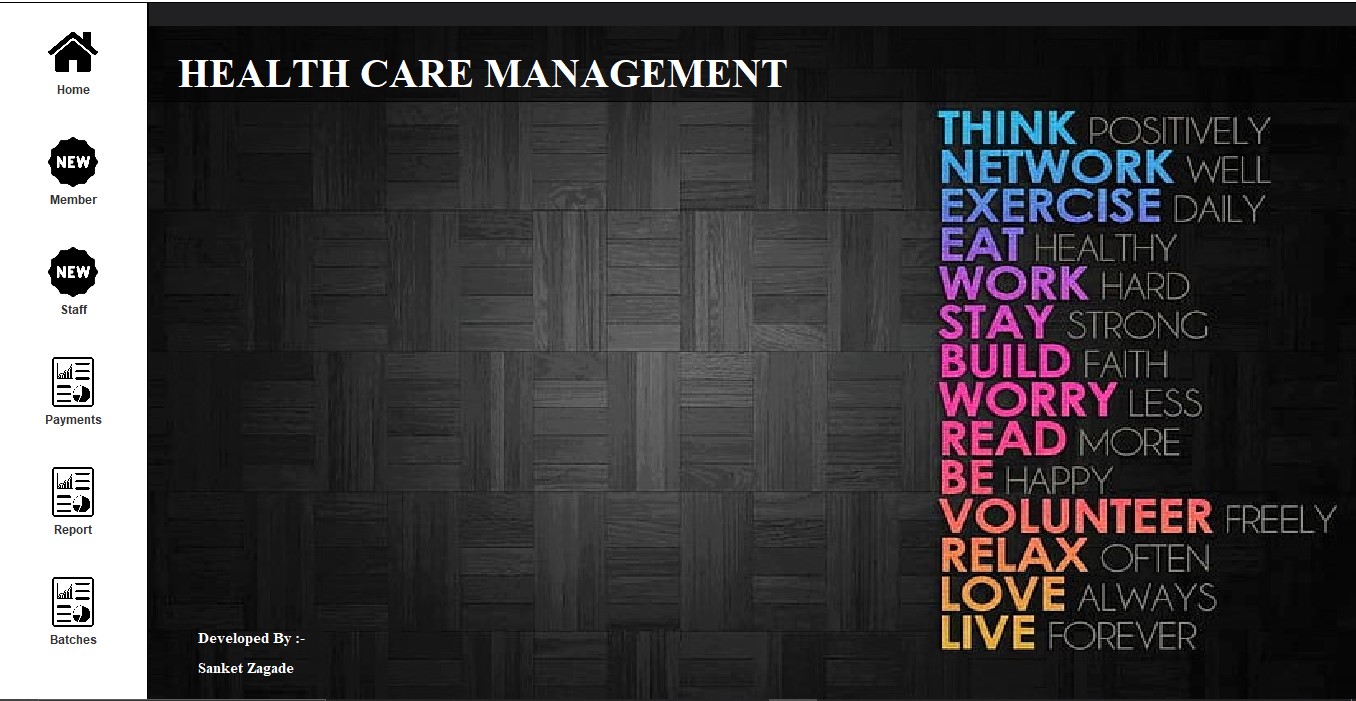 Home
NEW
Member
NEW
Staff
Payments
Report
Batches
HEALTH CARE MANAGEMENT
THINK POSITIVELY
NETWORK WELL
EXERCISE DAILY
EAT HEALTHY
WORK HARD
STAY STRONG
BUILD FAITH
WORRY LESS
READ MORE
BE HAPPY
VOLUNTEER FREELY
RELAX OFTEN
LOVE ALWAYS
LIVE FOREVER
Developed By :-
Sanket Zagade